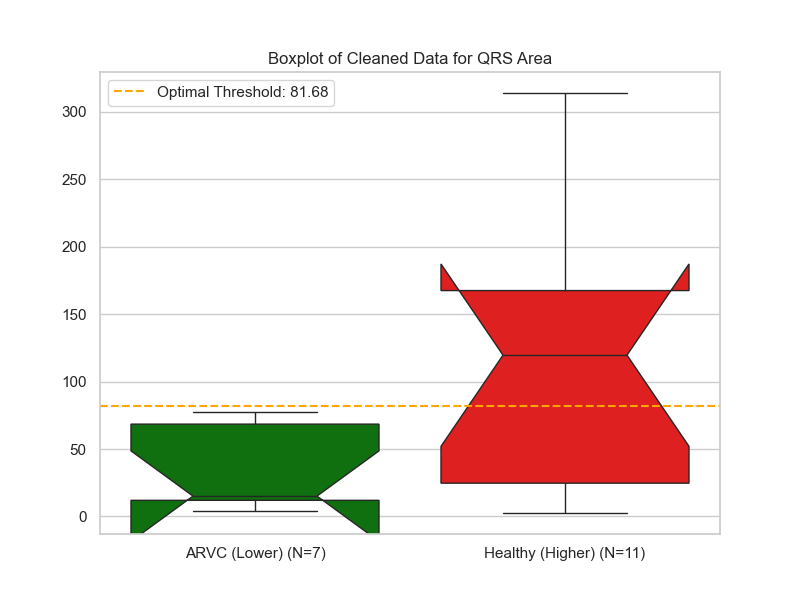 Boxplot of Cleaned Data for QRS Area
Optimal Threshold: 81.68
300
250
200
150
100
50
0
ARVC (Lower) (N=7)
Healthy (Higher) (N=11)